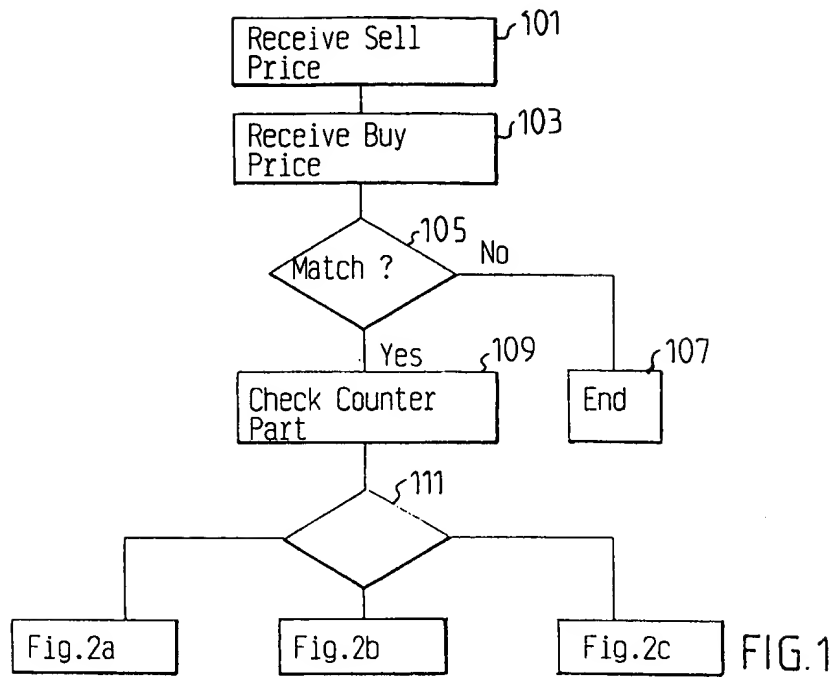 Receive Sell
Price
101
Receive Buy
Price
103
105
Match ?
No
Yes
109
107
Check Counter
Part
End
111
Fig.2a
Fig.2b
Fig.2c
FIG.1